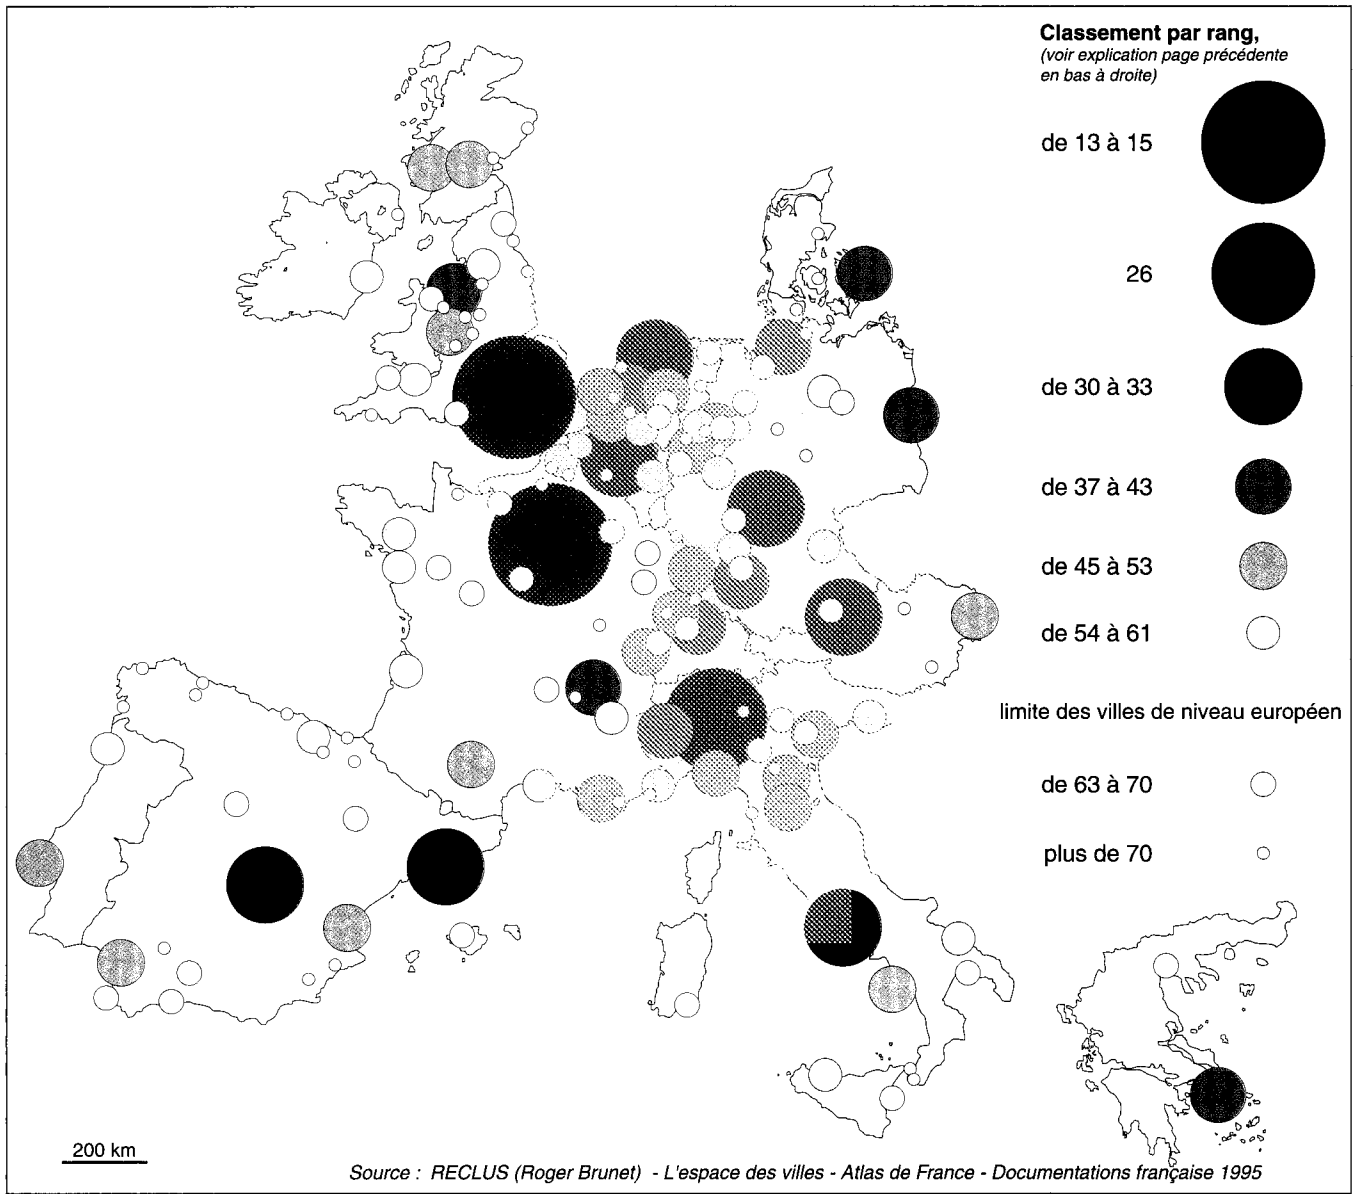 Classement par rang,
(voir explication page précédente
en bas à droite)
de 13 à 15
26
de 30 à 33
de 37 à 43
de 45 à 53
de 54 à 61
limite des villes de niveau européen
de 63 à 70
plus de 70
200 km
Source : RECLUS (Roger Brunet) - L'espace des villes - Atlas de France - Documentations française 1995